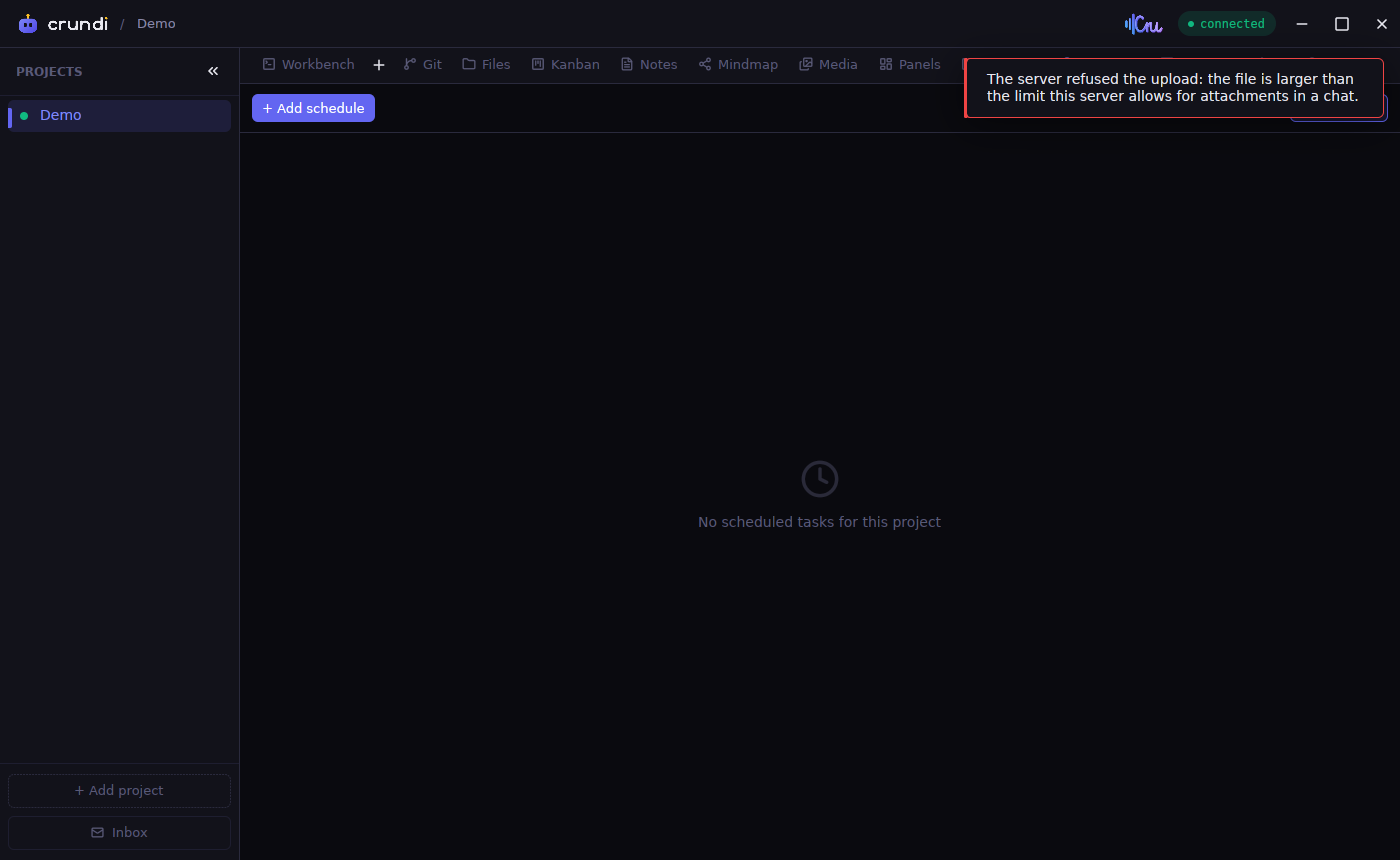 crundi / Demo
Cru
connected
PROJECTS
Workbench
Git
Files
Kanban
Notes
Mindmap
Media
Panels
The server refused the upload: the file is larger than
the limit this server allows for attachments in a chat.
Demo
+ Add schedule
No scheduled tasks for this project
+ Add project
Inbox